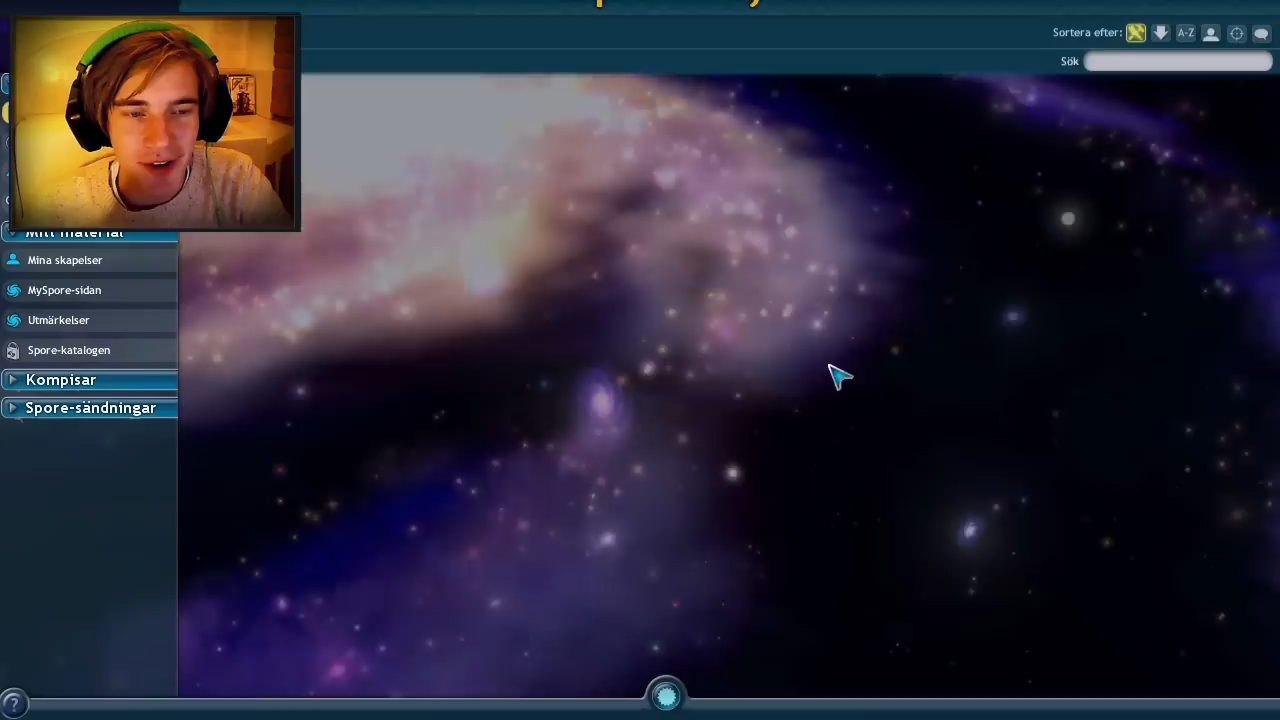 Sortera efter:
A-Z
Sök
Mitt material
Mina skapelser
MySpore-sidan
Utmärkelser
Spore-katalogen
Kompisar
Spore-sändningar
?